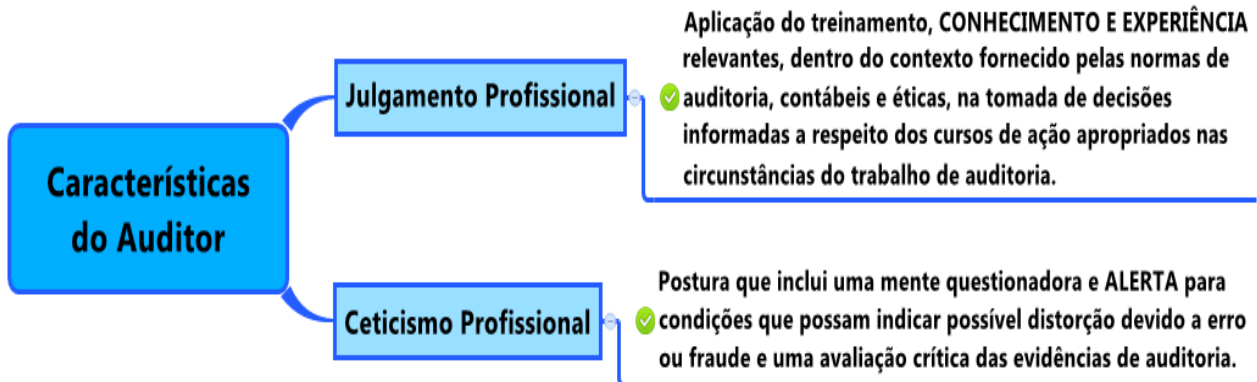 Características
do Auditor
Julgamento Profissional
Aplicação do treinamento, CONHECIMENTO E EXPERIÊNCIA
relevantes, dentro do contexto fornecido pelas normas de
auditoria, contábeis e éticas, na tomada de decisões
informadas a respeito dos cursos de ação apropriados nas
circunstâncias do trabalho de auditoria.
Ceticismo Profissional
Postura que inclui uma mente questionadora e ALERTA para
condições que possam indicar possível distorção devido a erro
ou fraude e uma avaliação crítica das evidências de auditoria.